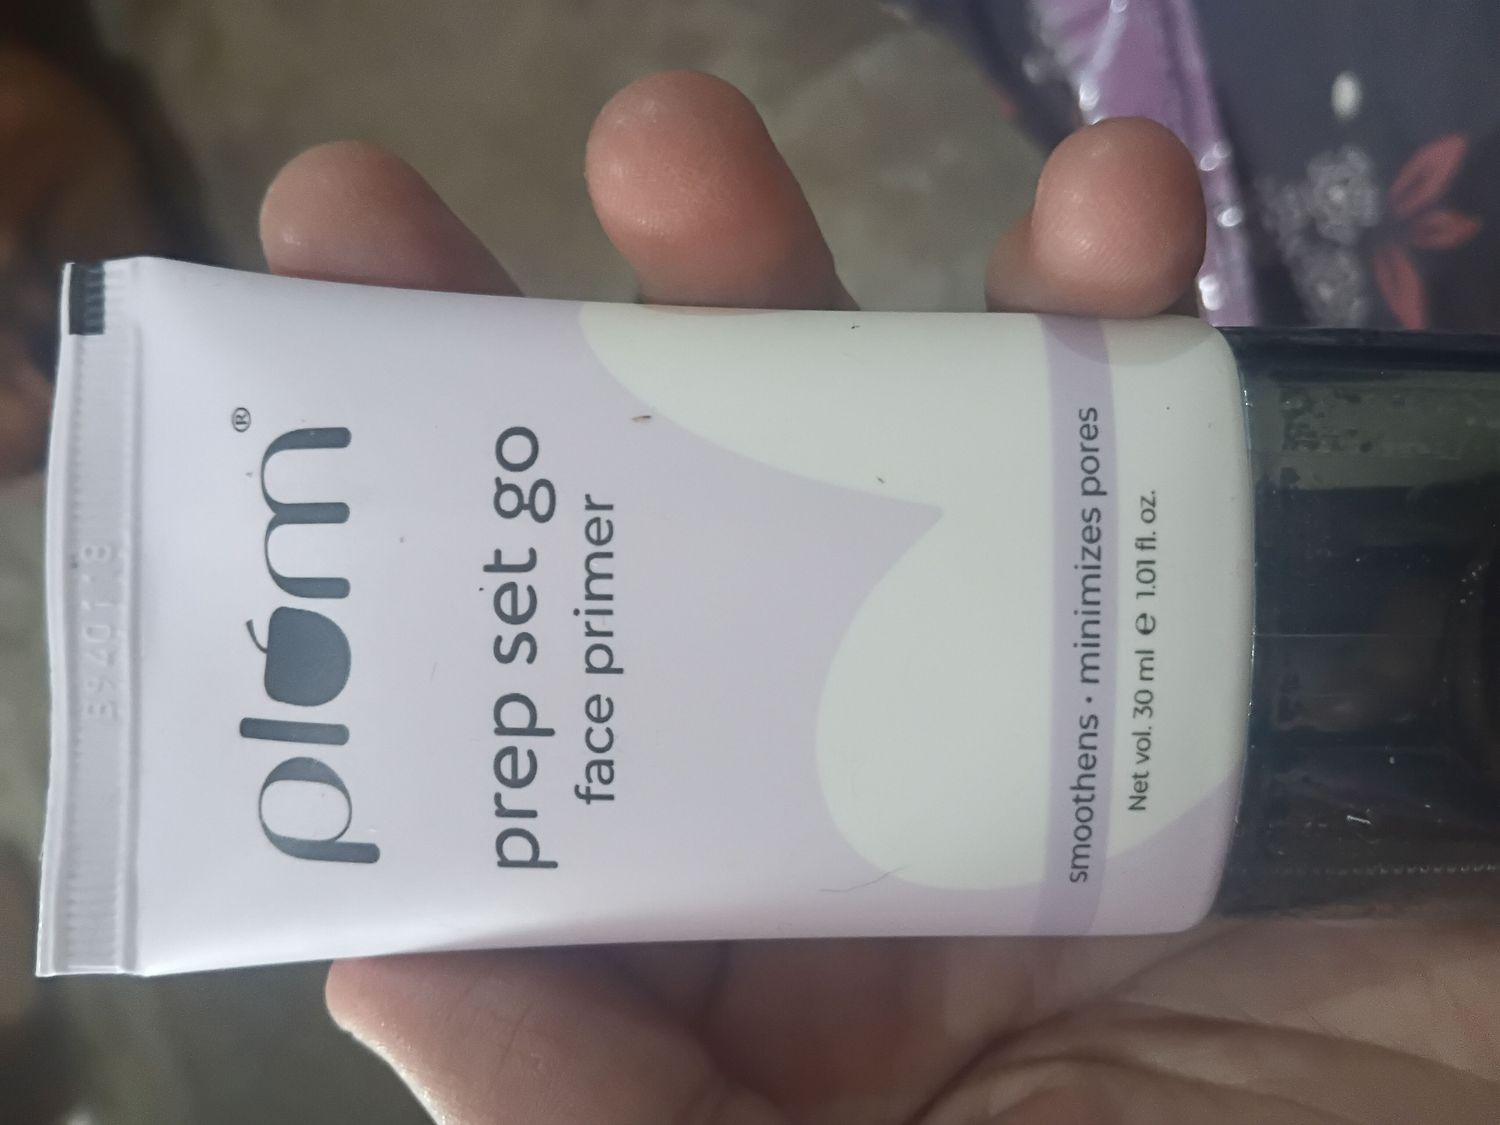 plum®
prep set go
face primer
smoothens • minimizes pores
Net vol. 30 ml ℮ 1.01 fl. oz.